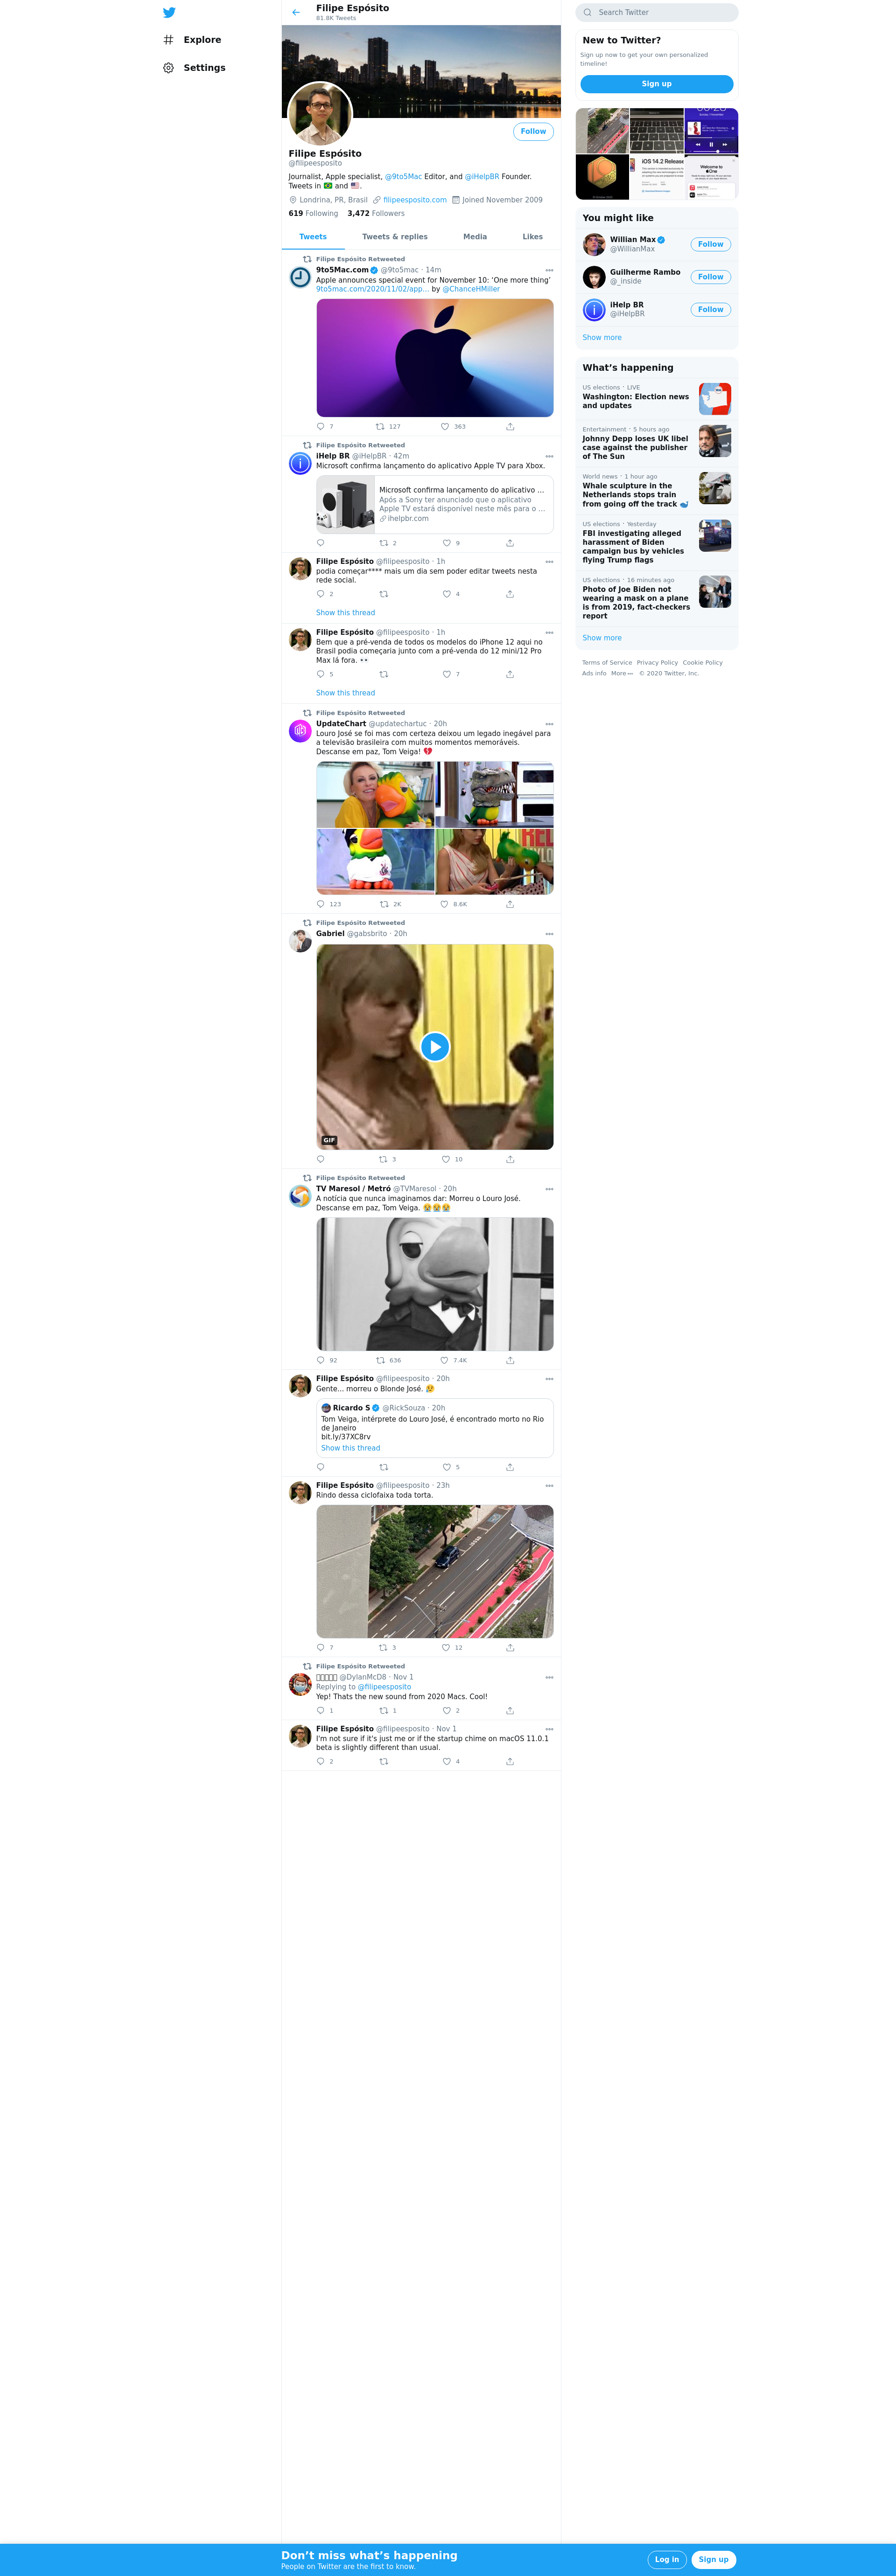 Explore
Settings
Filipe Espósito
81.8K Tweets
Follow
Filipe Espósito
@filipeesposito
Journalist, Apple specialist, @9to5Mac Editor, and @iHelpBR Founder.
Tweets in 🇧🇷 and 🇺🇸.
Londrina, PR, Brasil filipeesposito.com Joined November 2009
619 Following 3,472 Followers
Tweets Tweets & replies Media Likes
Filipe Espósito Retweeted
9to5Mac.com @9to5mac · 14m
Apple announces special event for November 10: ‘One more thing’
9to5mac.com/2020/11/02/app… by @ChanceHMiller
7 127 363
Filipe Espósito Retweeted
iHelp BR @iHelpBR · 42m
Microsoft confirma lançamento do aplicativo Apple TV para Xbox.
Microsoft confirma lançamento do aplicativo …
Após a Sony ter anunciado que o aplicativo
Apple TV estará disponível neste mês para o …
ihelpbr.com
2 9
Filipe Espósito @filipeesposito · 1h
podia começar**** mais um dia sem poder editar tweets nesta
rede social.
2 4
Show this thread
Filipe Espósito @filipeesposito · 1h
Bem que a pré-venda de todos os modelos do iPhone 12 aqui no
Brasil podia começaria junto com a pré-venda do 12 mini/12 Pro
Max lá fora. 👀
5 7
Show this thread
Filipe Espósito Retweeted
UpdateChart @updatechartuc · 20h
Louro José se foi mas com certeza deixou um legado inegável para
a televisão brasileira com muitos momentos memoráveis.
Descanse em paz, Tom Veiga! 💔
123 2K 8.6K
Filipe Espósito Retweeted
Gabriel @gabsbrito · 20h
GIF
3 10
Filipe Espósito Retweeted
TV Maresol / Metró @TVMaresol · 20h
A notícia que nunca imaginamos dar: Morreu o Louro José.
Descanse em paz, Tom Veiga. 😭😭😭
92 636 7.4K
Filipe Espósito @filipeesposito · 20h
Gente... morreu o Blonde José. 😢
Ricardo S @RickSouza · 20h
Tom Veiga, intérprete do Louro José, é encontrado morto no Rio
de Janeiro
bit.ly/37XC8rv
Show this thread
5
Filipe Espósito @filipeesposito · 23h
Rindo dessa ciclofaixa toda torta.
7 3 12
Filipe Espósito Retweeted
@DylanMcD8 · Nov 1
Replying to @filipeesposito
Yep! Thats the new sound from 2020 Macs. Cool!
1 1 2
Filipe Espósito @filipeesposito · Nov 1
I'm not sure if it's just me or if the startup chime on macOS 11.0.1
beta is slightly different than usual.
2 4
Search Twitter
New to Twitter?
Sign up now to get your own personalized
timeline!
Sign up
iOS 14.2 Release
Welcome to
One
You might like
Willian Max
@WillianMax
Follow
Guilherme Rambo
@_inside
Follow
iHelp BR
@iHelpBR
Follow
Show more
What’s happening
US elections · LIVE
Washington: Election news
and updates
Entertainment · 5 hours ago
Johnny Depp loses UK libel
case against the publisher
of The Sun
World news · 1 hour ago
Whale sculpture in the
Netherlands stops train
from going off the track 🐋
US elections · Yesterday
FBI investigating alleged
harassment of Biden
campaign bus by vehicles
flying Trump flags
US elections · 16 minutes ago
Photo of Joe Biden not
wearing a mask on a plane
is from 2019, fact-checkers
report
Show more
Terms of Service Privacy Policy Cookie Policy
Ads info More © 2020 Twitter, Inc.
Don’t miss what’s happening
People on Twitter are the first to know.
Log in Sign up